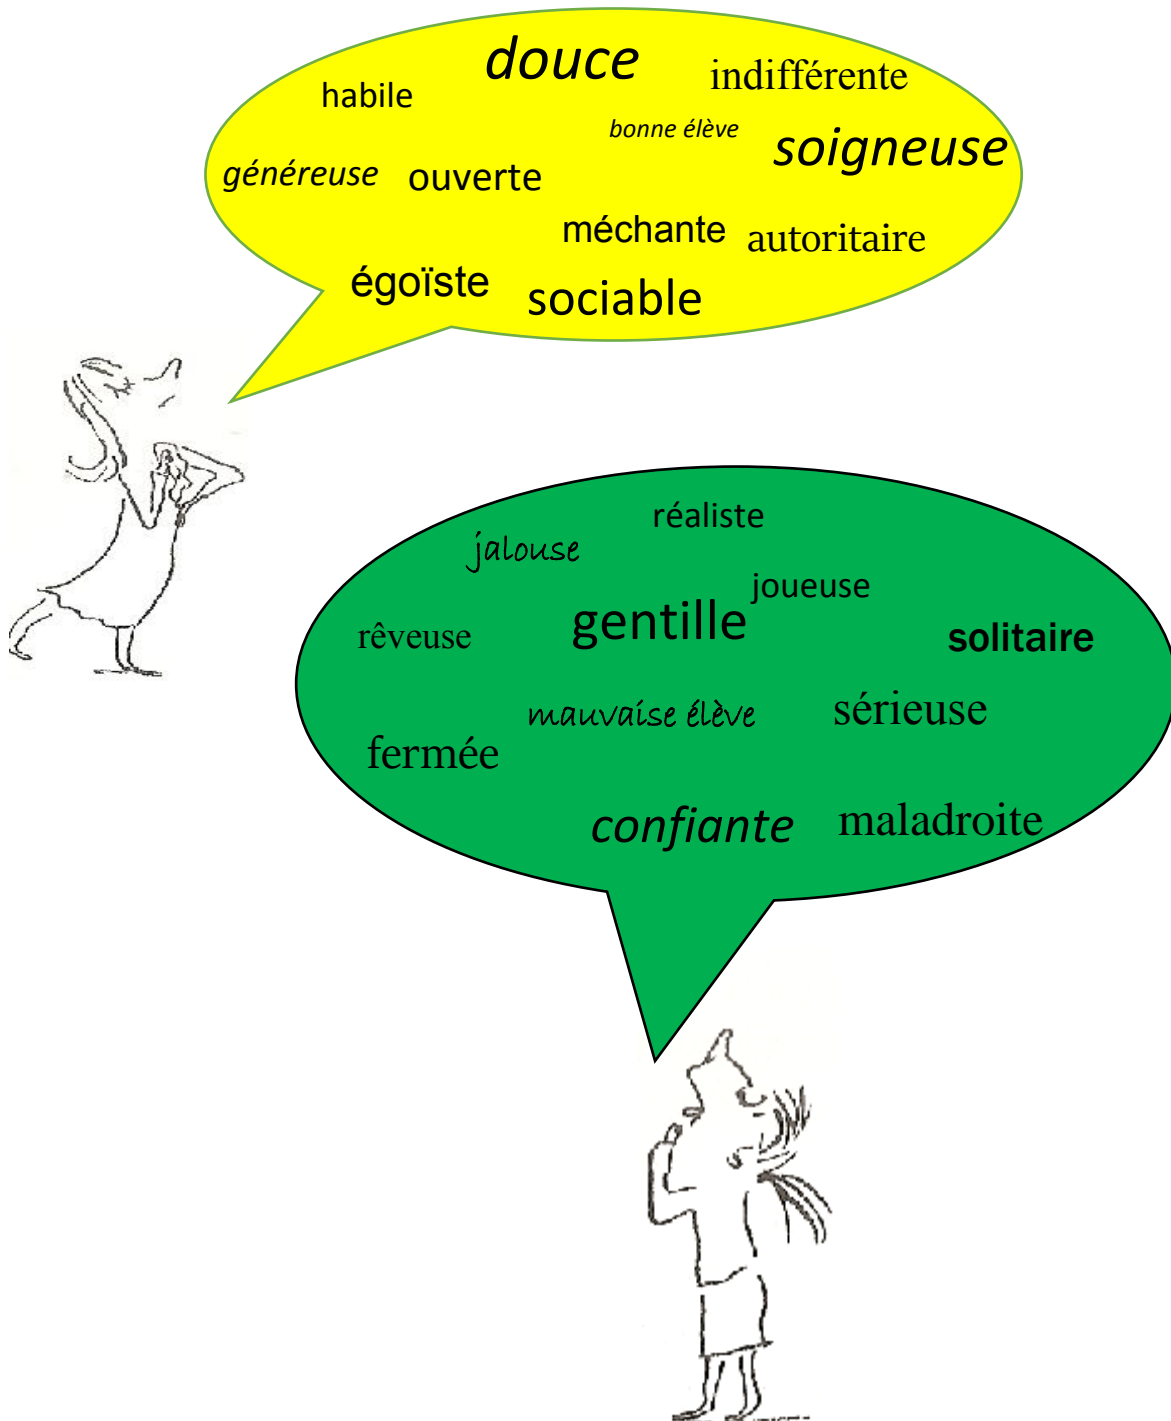 douce
indifférente
habile
bonne élève
soigneuse
généreuse
ouverte
méchante
autoritaire
égoïste
sociable
réaliste
jalouse
joueuse
gentille
rêveuse
solitaire
mauvaise élève
sérieuse
fermée
confiante
maladroite